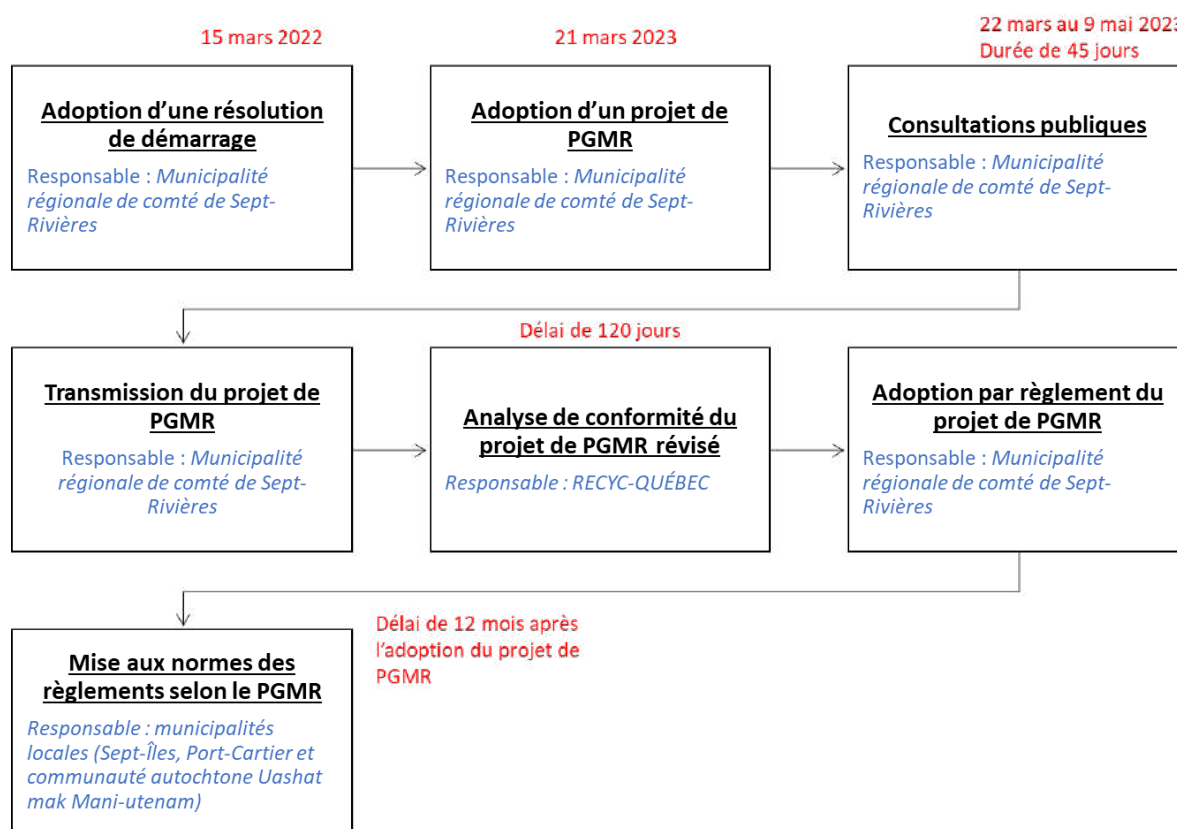 15 mars 2022
Adoption d’une résolution
de démarrage
Responsable : Municipalité
régionale de comté de Sept-
Rivières
21 mars 2023
Adoption d’un projet de
PGMR
Responsable : Municipalité
régionale de comté de Sept-
Rivières
22 mars au 9 mai 2023
Durée de 45 jours
Consultations publiques
Responsable : Municipalité
régionale de comté de Sept-
Rivières
Transmission du projet de
PGMR
Responsable : Municipalité
régionale de comté de Sept-
Rivières
Délai de 120 jours
Analyse de conformité du
projet de PGMR révisé
Responsable : RECYC-QUÉBEC
Adoption par règlement du
projet de PGMR
Responsable : Municipalité
régionale de comté de Sept-
Rivières
Délai de 12 mois après
l’adoption du projet de
PGMR
Mise aux normes des
règlements selon le PGMR
Responsable : municipalités
locales (Sept-Îles, Port-Cartier et
communauté autochtone Uashat
mak Mani-utenam)